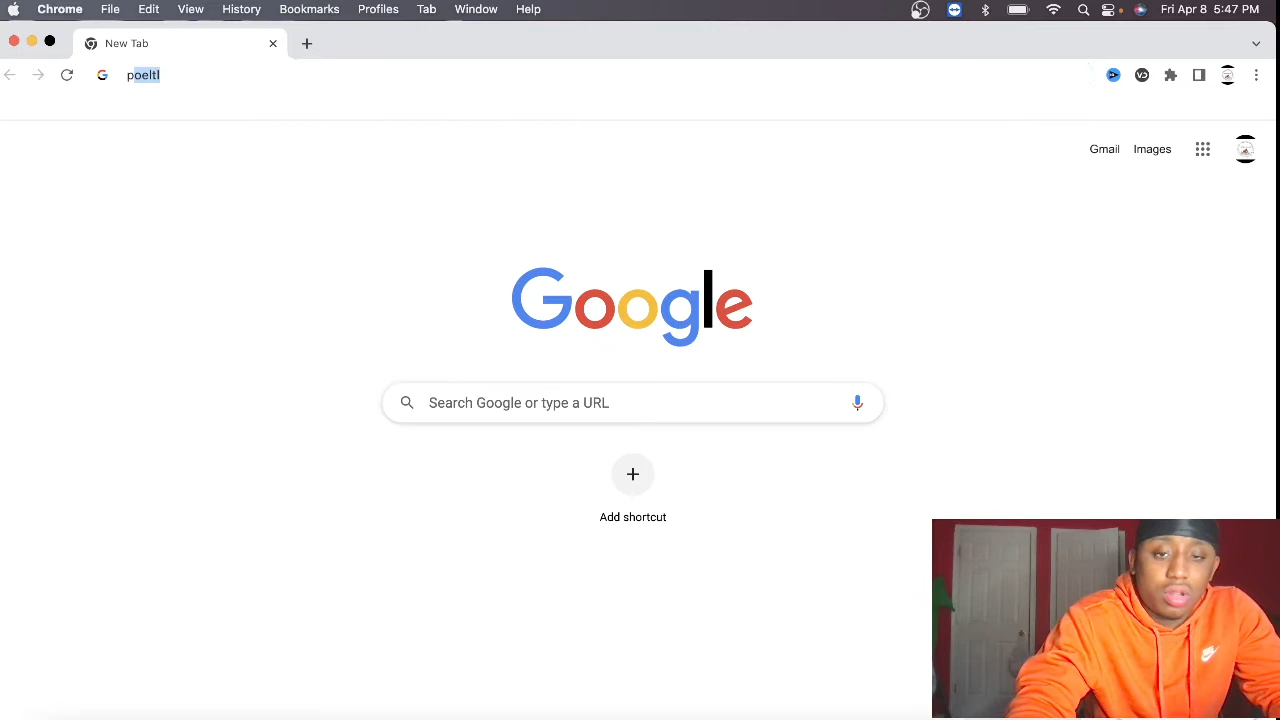 Chrome File Edit View History Bookmarks Profiles Tab Window Help Fri Apr 8 5:47 PM
New Tab
poeltl
Gmail Images
Google
Search Google or type a URL
Add shortcut